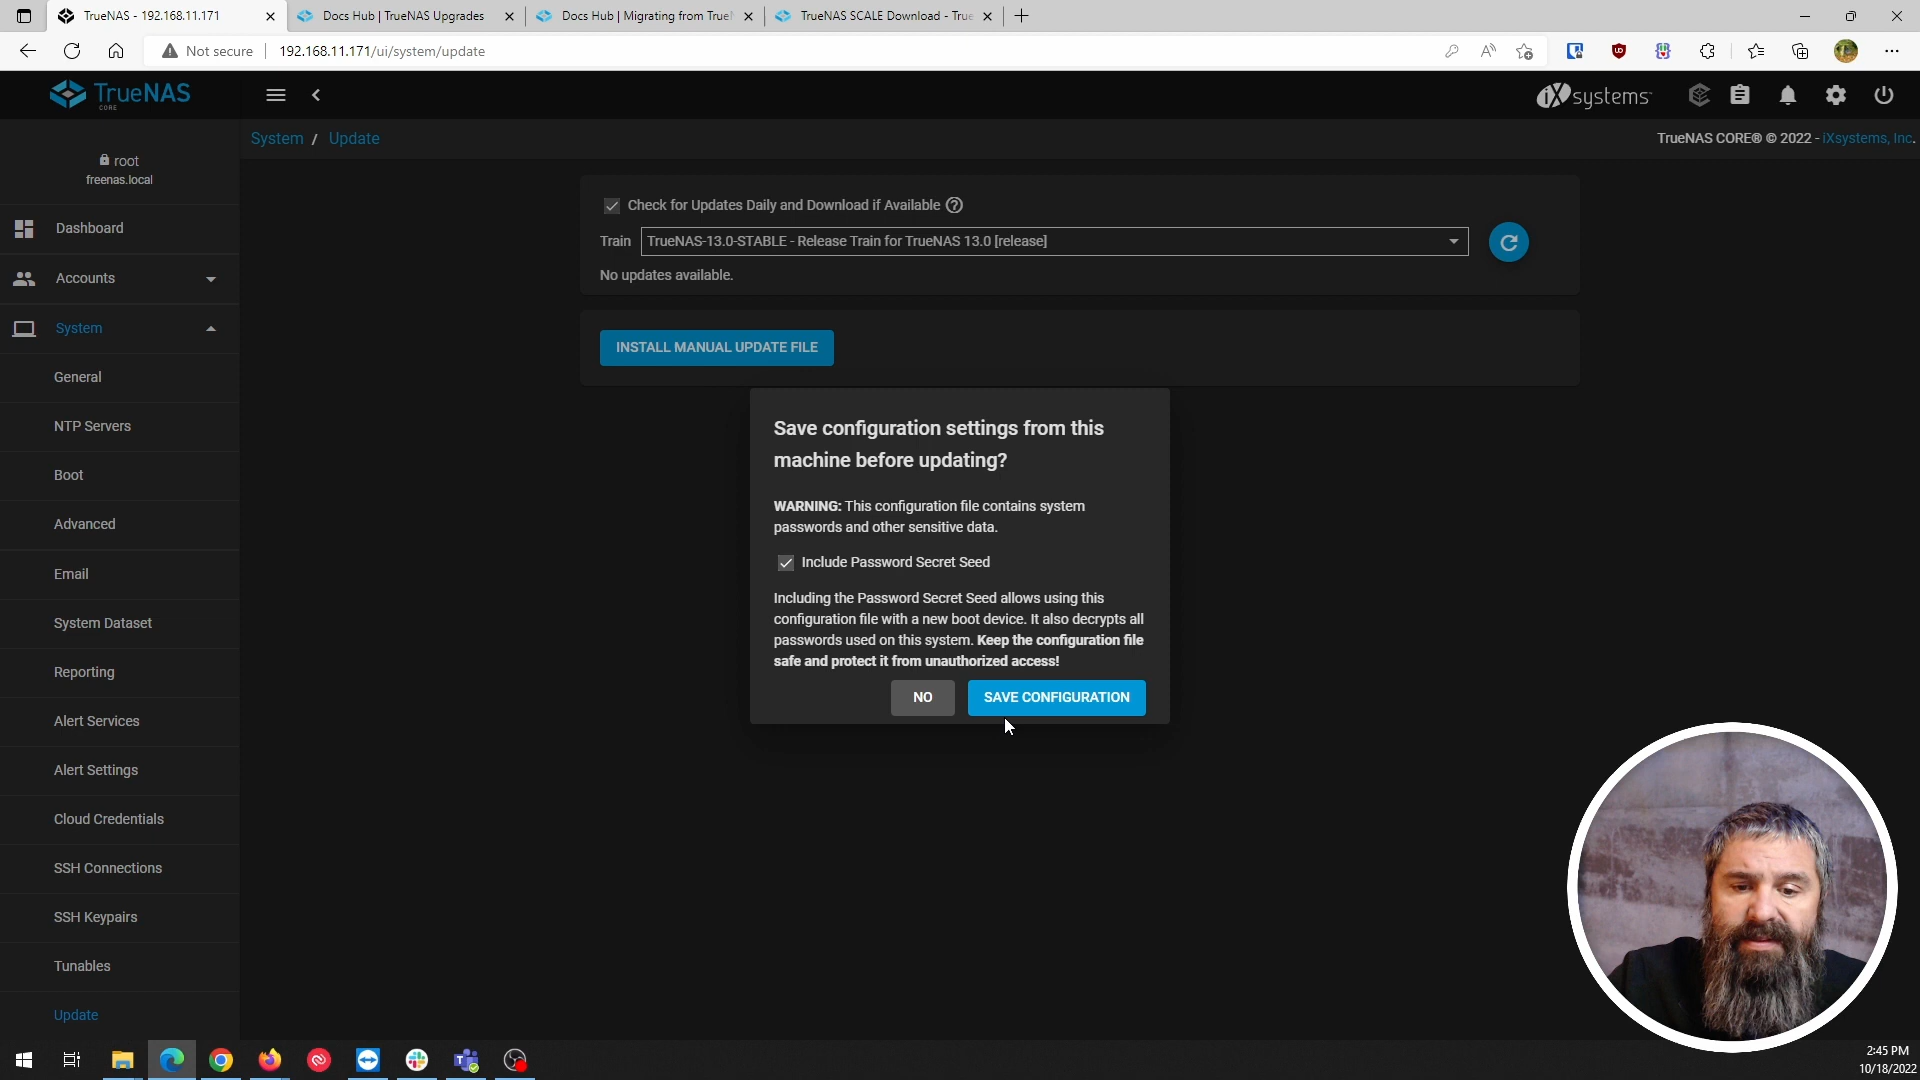 TrueNAS - 192.168.11.171
Docs Hub | TrueNAS Upgrades
Docs Hub | Migrating from TrueN
TrueNAS SCALE Download - True
Not secure
192.168.11.171/ui/system/update
TrueNAS
CORE
iXsystems
System / Update
TrueNAS CORE® © 2022 - iXsystems, Inc.
root
freenas.local
Dashboard
Accounts
System
General
NTP Servers
Boot
Advanced
Email
System Dataset
Reporting
Alert Services
Alert Settings
Cloud Credentials
SSH Connections
SSH Keypairs
Tunables
Update
Check for Updates Daily and Download if Available
Train
TrueNAS-13.0-STABLE - Release Train for TrueNAS 13.0 [release]
No updates available.
INSTALL MANUAL UPDATE FILE
Save configuration settings from this
machine before updating?
WARNING: This configuration file contains system
passwords and other sensitive data.
Include Password Secret Seed
Including the Password Secret Seed allows using this
configuration file with a new boot device. It also decrypts all
passwords used on this system. Keep the configuration file
safe and protect it from unauthorized access!
NO
SAVE CONFIGURATION
2:45 PM
10/18/2022